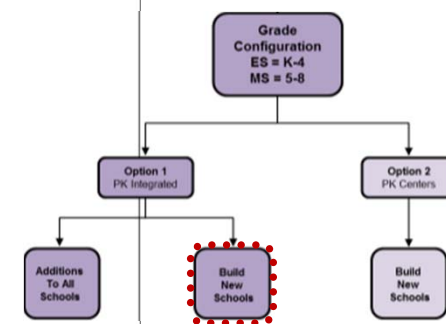 Grade
Configuration
ES = K-4
MS = 5-8
Option 1
PK Integrated
Option 2
PK Centers
Additions
To All
Schools
Build
New
Schools
Build
New
Schools